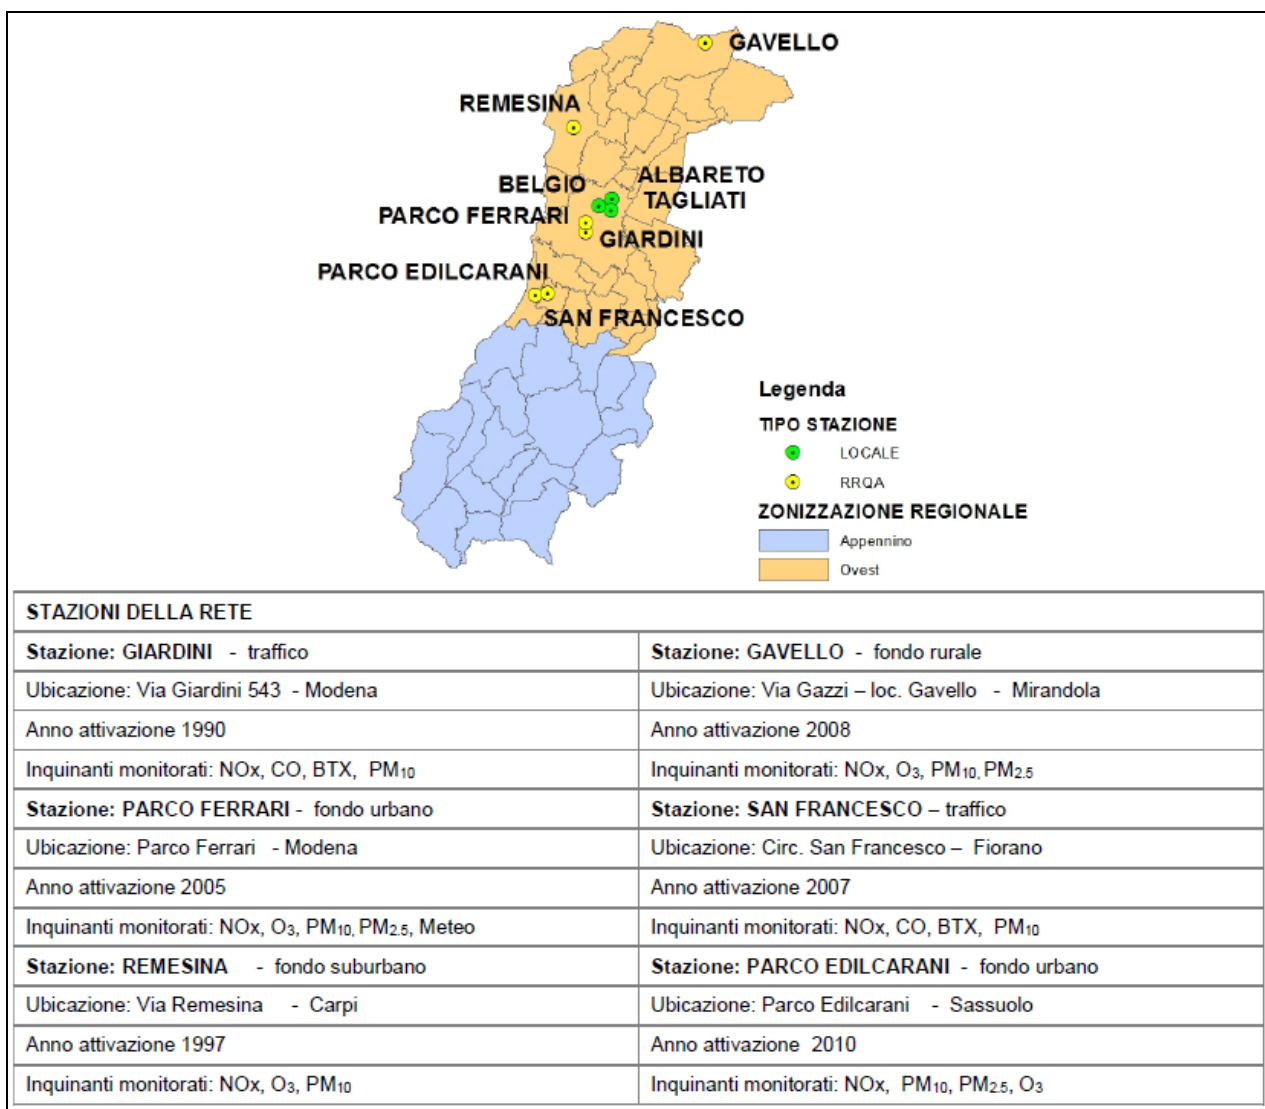 GAVELLO
REMESINA
ALBARETO
BELGIO
TAGLIATI
PARCO FERRARI
GIARDINI
PARCO EDILCARANI
SAN FRANCESCO
Legenda
TIPO STAZIONE
LOCALE
RRQA
ZONIZZAZIONE REGIONALE
Appennino
Ovest
STAZIONI DELLA RETE
Stazione: GIARDINI - traffico
Stazione: GAVELLO - fondo rurale
Ubicazione: Via Giardini 543 - Modena
Ubicazione: Via Gazzi – loc. Gavello - Mirandola
Anno attivazione 1990
Anno attivazione 2008
Inquinanti monitorati: NOx, CO, BTX, PM10
Inquinanti monitorati: NOx, O3, PM10, PM2.5
Stazione: PARCO FERRARI - fondo urbano
Stazione: SAN FRANCESCO – traffico
Ubicazione: Parco Ferrari - Modena
Ubicazione: Circ. San Francesco – Fiorano
Anno attivazione 2005
Anno attivazione 2007
Inquinanti monitorati: NOx, O3, PM10, PM2.5, Meteo
Inquinanti monitorati: NOx, CO, BTX, PM10
Stazione: REMESINA - fondo suburbano
Stazione: PARCO EDILCARANI - fondo urbano
Ubicazione: Via Remesina - Carpi
Ubicazione: Parco Edilcarani - Sassuolo
Anno attivazione 1997
Anno attivazione 2010
Inquinanti monitorati: NOx, O3, PM10
Inquinanti monitorati: NOx, PM10, PM2.5, O3